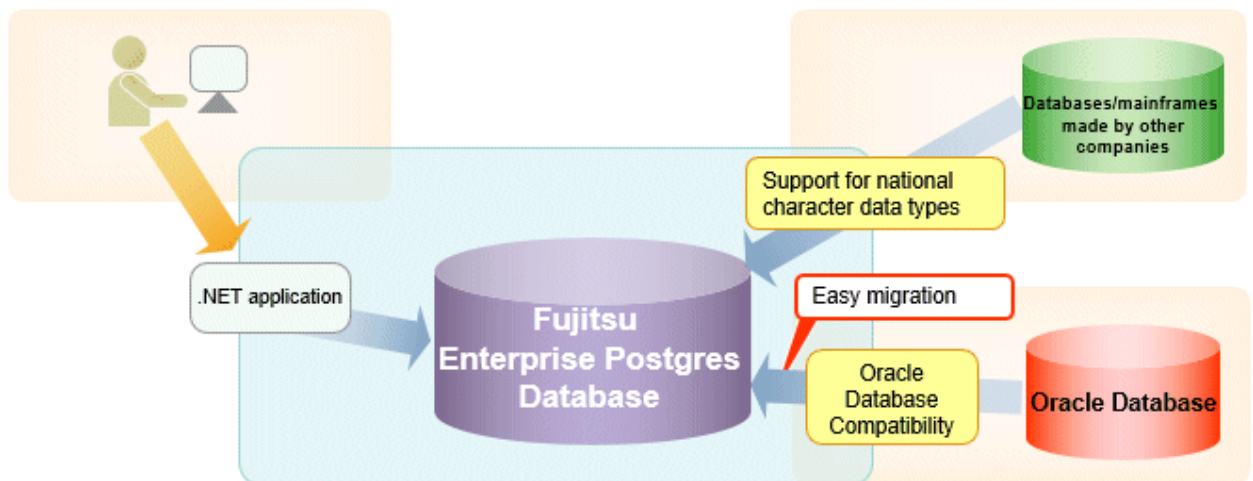 Databases/mainframes
made by other
companies
Support for national
character data types
.NET application
Easy migration
Fujitsu
Enterprise Postgres
Database
Oracle
Database
Compatibility
Oracle Database